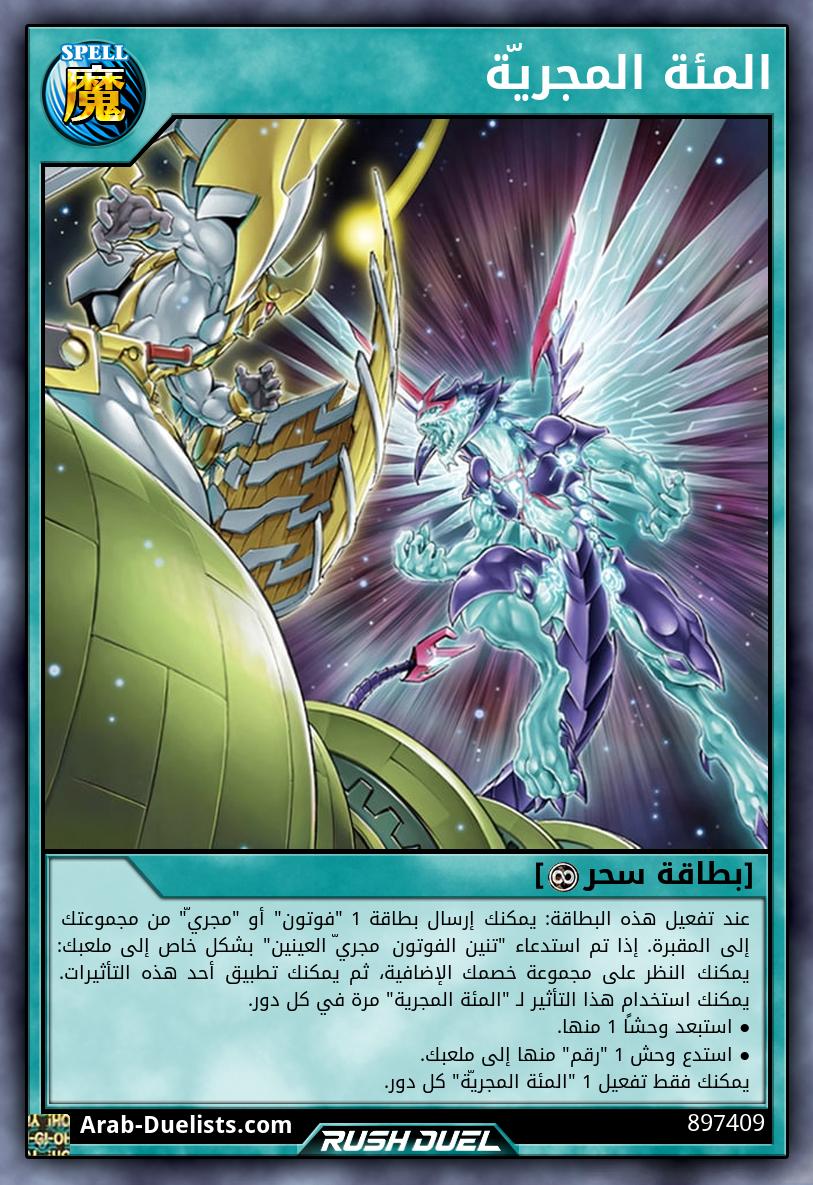 المئة المجريّة
SPELL
魔
[بطاقة سحر ♾]
عند تفعيل هذه البطاقة: يمكنك إرسال بطاقة 1 "فوتون" أو "مجريّ" من مجموعتك
إلى المقبرة. إذا تم استدعاء "تنين الفوتون مجريّ العينين" بشكل خاص إلى ملعبك:
يمكنك النظر على مجموعة خصمك الإضافية، ثم يمكنك تطبيق أحد هذه التأثيرات.
يمكنك استخدام هذا التأثير لـ "المئة المجرية" مرة في كل دور.
● استبعد وحشًا 1 منها.
● استدع وحش 1 "رقم" منها إلى ملعبك.
يمكنك فقط تفعيل 1 "المئة المجريّة" كل دور.
897409
Arab-Duelists.com
RUSH DUEL